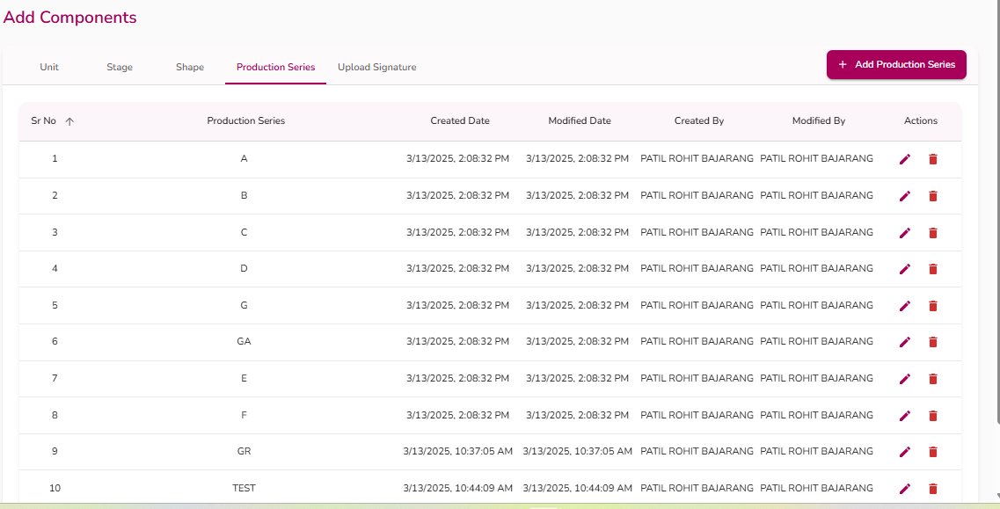 Add Components
Unit Stage Shape Production Series Upload Signature + Add Production Series
Sr No Production Series Created Date Modified Date Created By Modified By Actions
1 A 3/13/2025, 2:08:32 PM 3/13/2025, 2:08:32 PM PATIL ROHIT BAJARANG PATIL ROHIT BAJARANG
2 B 3/13/2025, 2:08:32 PM 3/13/2025, 2:08:32 PM PATIL ROHIT BAJARANG PATIL ROHIT BAJARANG
3 C 3/13/2025, 2:08:32 PM 3/13/2025, 2:08:32 PM PATIL ROHIT BAJARANG PATIL ROHIT BAJARANG
4 D 3/13/2025, 2:08:32 PM 3/13/2025, 2:08:32 PM PATIL ROHIT BAJARANG PATIL ROHIT BAJARANG
5 G 3/13/2025, 2:08:32 PM 3/13/2025, 2:08:32 PM PATIL ROHIT BAJARANG PATIL ROHIT BAJARANG
6 GA 3/13/2025, 2:08:32 PM 3/13/2025, 2:08:32 PM PATIL ROHIT BAJARANG PATIL ROHIT BAJARANG
7 E 3/13/2025, 2:08:32 PM 3/13/2025, 2:08:32 PM PATIL ROHIT BAJARANG PATIL ROHIT BAJARANG
8 F 3/13/2025, 2:08:32 PM 3/13/2025, 2:08:32 PM PATIL ROHIT BAJARANG PATIL ROHIT BAJARANG
9 GR 3/13/2025, 10:37:05 AM 3/13/2025, 10:37:05 AM PATIL ROHIT BAJARANG PATIL ROHIT BAJARANG
10 TEST 3/13/2025, 10:44:09 AM 3/13/2025, 10:44:09 AM PATIL ROHIT BAJARANG PATIL ROHIT BAJARANG